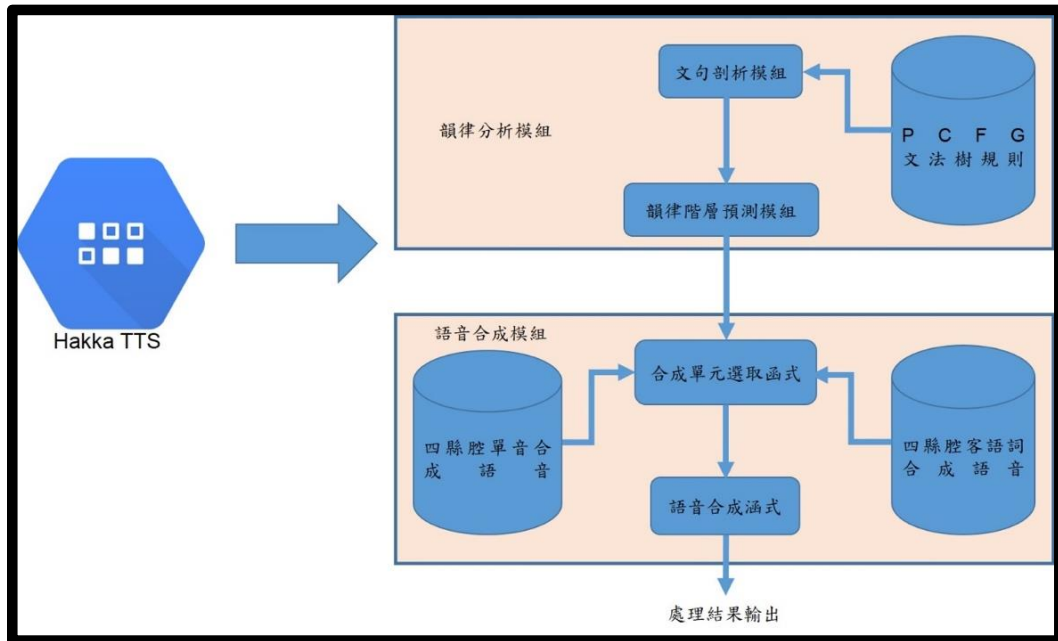 文句剖析模組
P C F G
文法樹規則
韻律分析模組
韻律階層預測模組
Hakka TTS
語音合成模組
合成單元選取函式
四縣腔單音合
成語音
四縣腔客語詞
合成語音
語音合成涵式
處理結果輸出